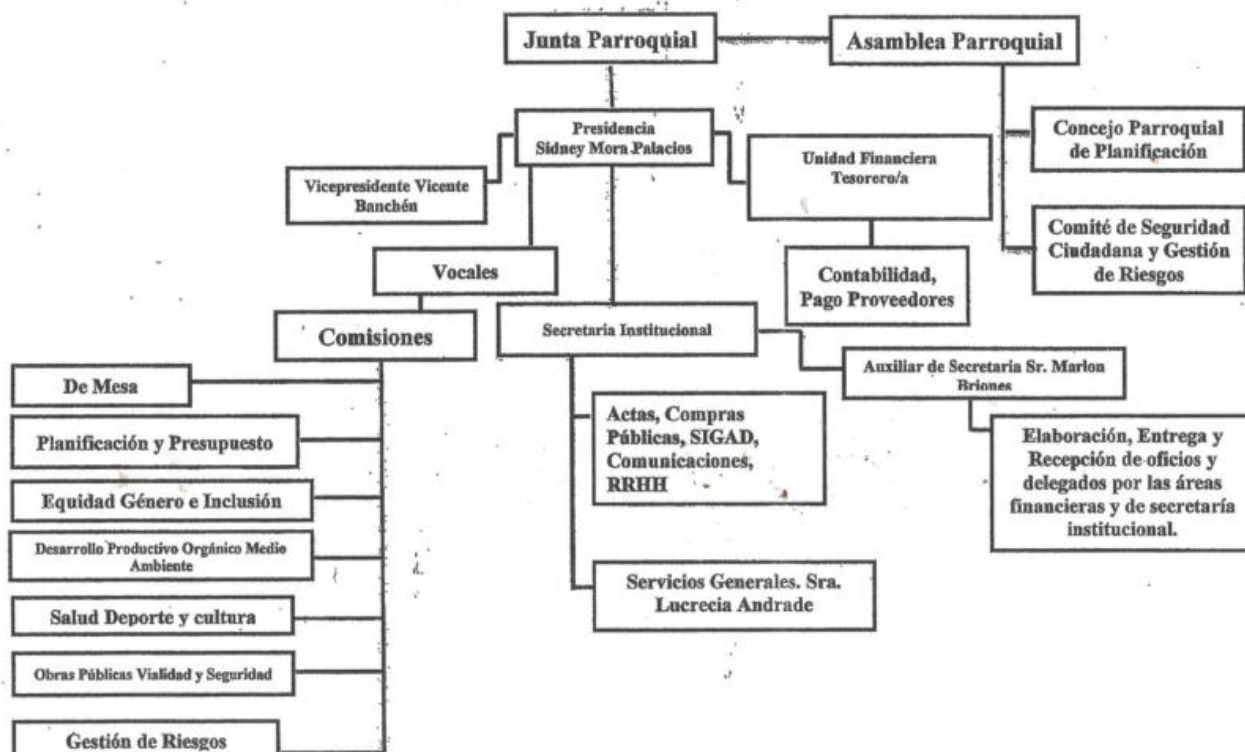 Junta Parroquial
Asamblea Parroquial
Presidencia
Sidney Mora Palacios
Concejo Parroquial
de Planificación
Unidad Financiera
Tesorero/a
Vicepresidente Vicente
Banchén
Comité de Seguridad
Ciudadana y Gestión
de Riesgos
Vocales
Contabilidad,
Pago Proveedores
Comisiones
Secretaria Institucional
De Mesa
Auxiliar de Secretaria Sr. Marlon
Briones
Planificación y Presupuesto
Actas, Compras
Públicas, SIGAD,
Comunicaciones,
RRHH
Elaboración, Entrega y
Recepción de oficios y
delegados por las áreas
financieras y de secretaría
institucional.
Equidad Género e Inclusión
Desarrollo Productivo Orgánico Medio
Ambiente
Servicios Generales. Sra.
Lucrecia Andrade
Salud Deporte y cultura
Obras Públicas Vialidad y Seguridad
Gestión de Riesgos